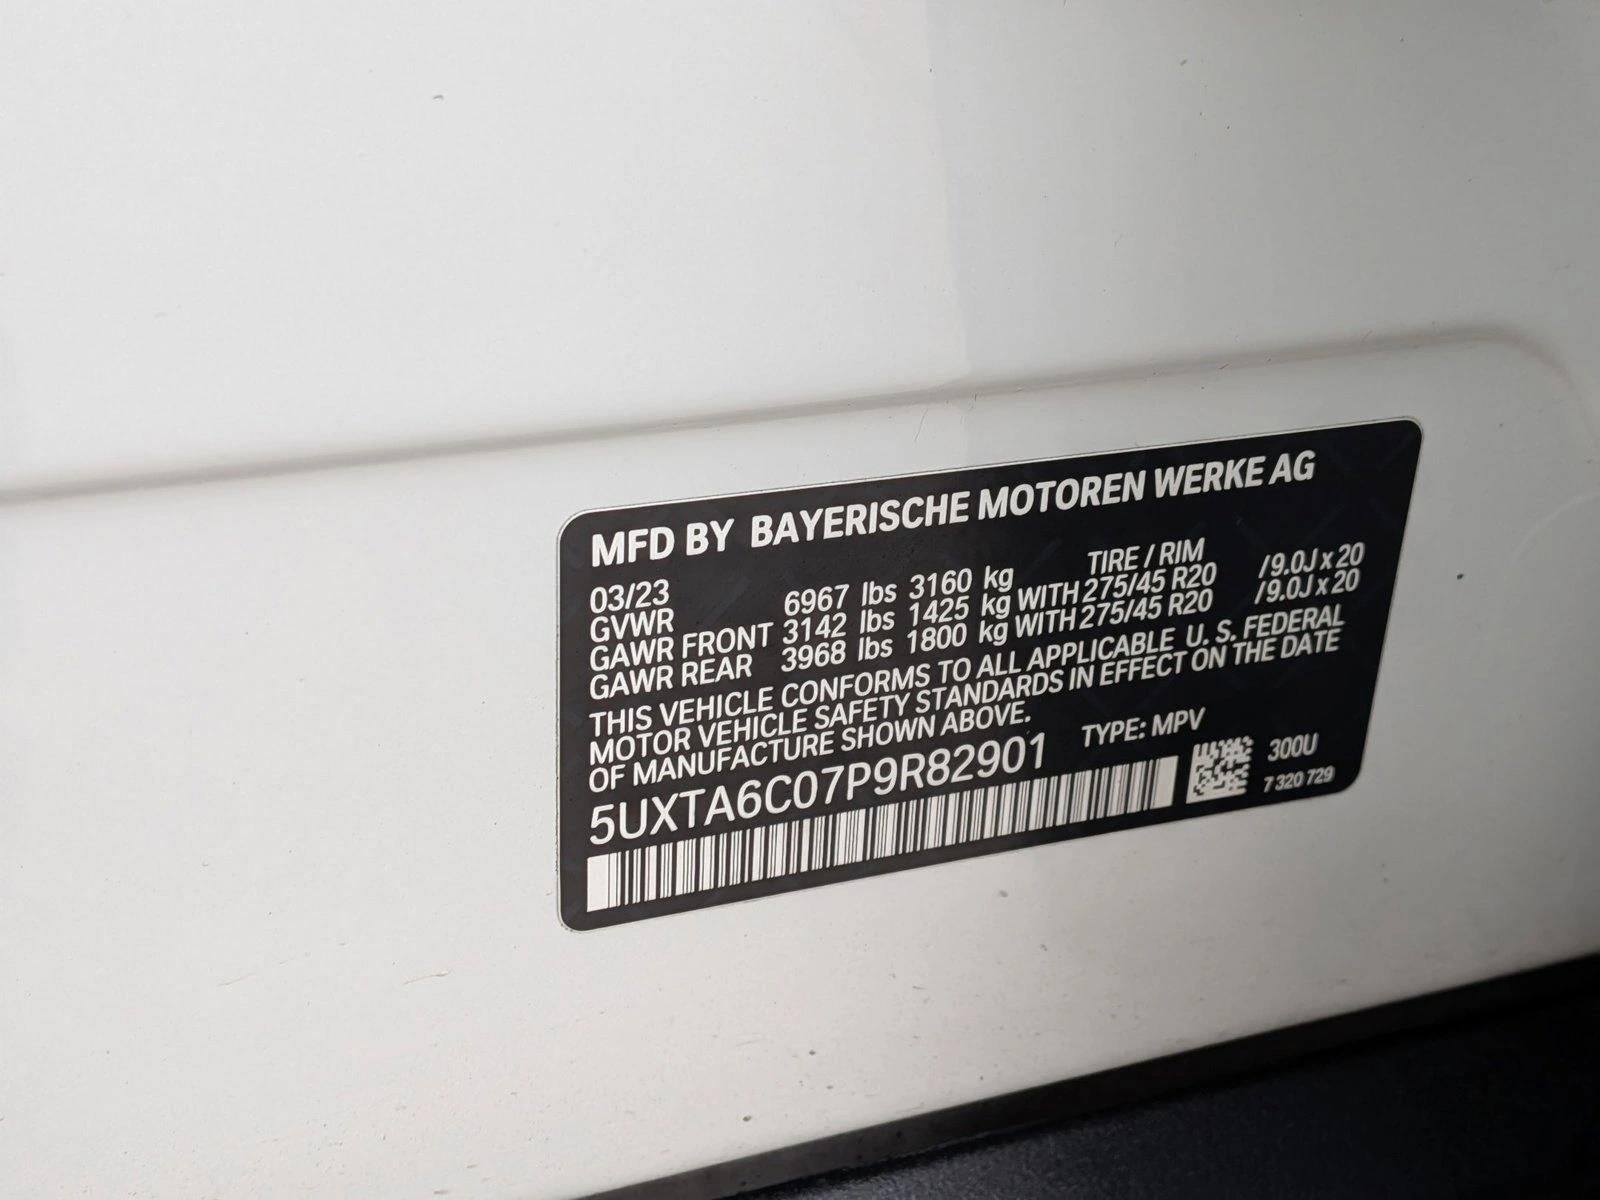 MFD BY BAYERISCHE MOTOREN WERKE AG
03/23 TIRE / RIM
GVWR 6967 lbs 3160 kg
GAWR FRONT 3142 lbs 1425 kg WITH 275/45 R20 /9.0J x 20
GAWR REAR 3968 lbs 1800 kg WITH 275/45 R20 /9.0J x 20
THIS VEHICLE CONFORMS TO ALL APPLICABLE U. S. FEDERAL
MOTOR VEHICLE SAFETY STANDARDS IN EFFECT ON THE DATE
OF MANUFACTURE SHOWN ABOVE.
5UXTA6C07P9R82901 TYPE: MPV
300U
7 320 729